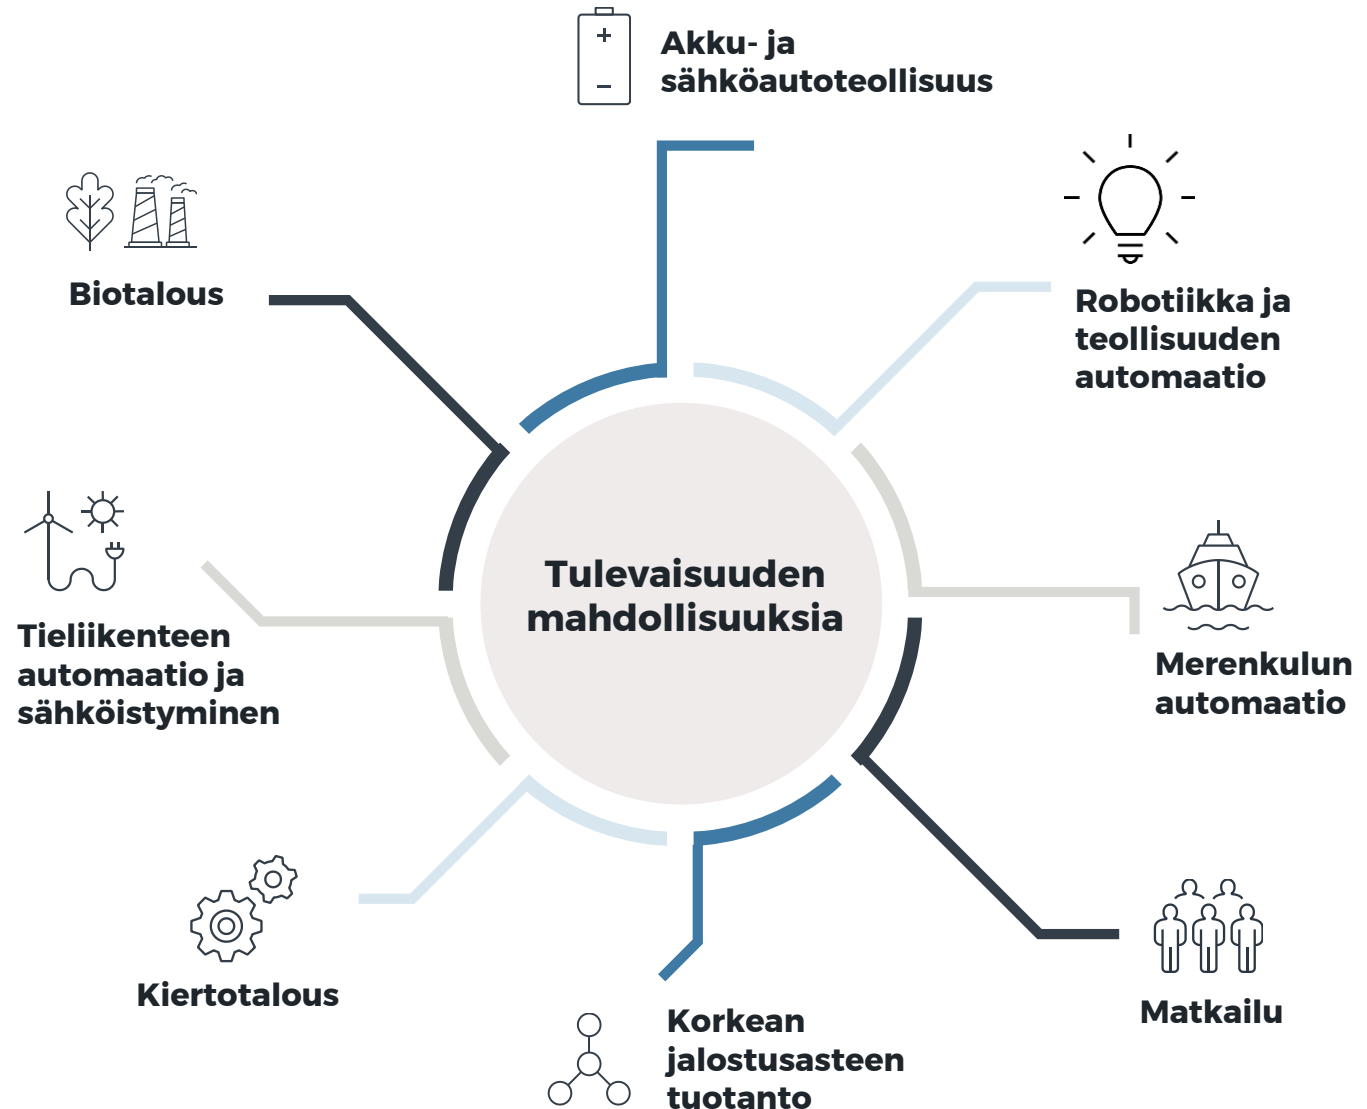 Akku- ja
sähköautoteollisuus
Biotalous
Robotiikka ja
teollisuuden
automaatio
Tulevaisuuden
mahdollisuuksia
Tieliikenteen
automaatio ja
sähköistyminen
Merenkulun
automaatio
Kiertotalous
Korkean
jalostusasteen
tuotanto
Matkailu